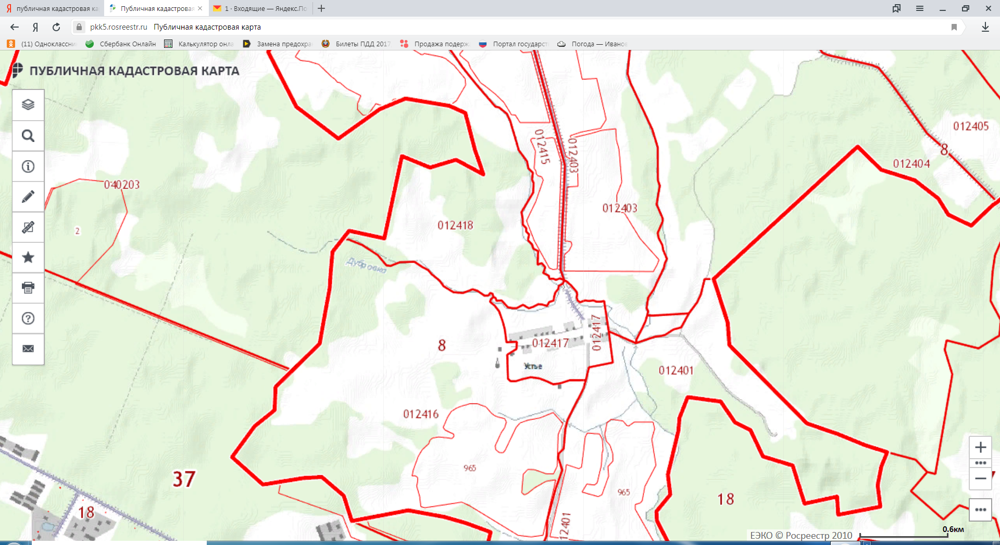 публичная кадастровая ка
Публичная кадастровая
1 · Входящие — Яндекс.По
pkk5.rosreestr.ru Публичная кадастровая карта
(11) Одноклассни
Сбербанк Онлайн
Калькулятор онла
Замена предохра
Билеты ПДД 2017
Продажа подерж
Портал государст
Погода — Иванов
ПУБЛИЧНАЯ КАДАСТРОВАЯ КАРТА
012405
8
012404
012415
012403
040203
012403
012418
2
Дубровка
012417
012417
8
Устье
012401
012416
965
37
965
18
18
12401
0.6км
ЕЭКО © Росреестр 2010